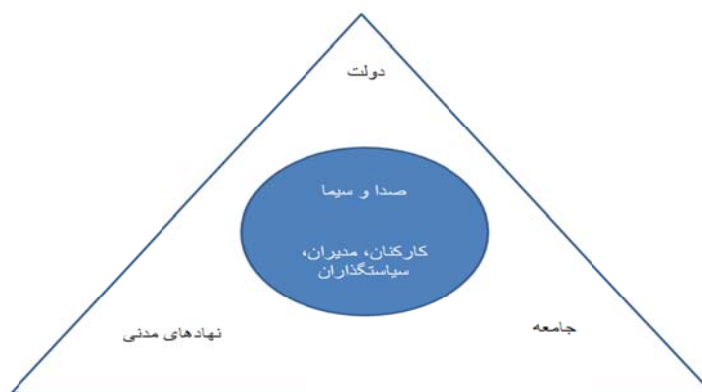 دولت
صدا و سیما
کارکنان، مدیران،
سیاستگذاران
جامعه
نهادهای مدنی